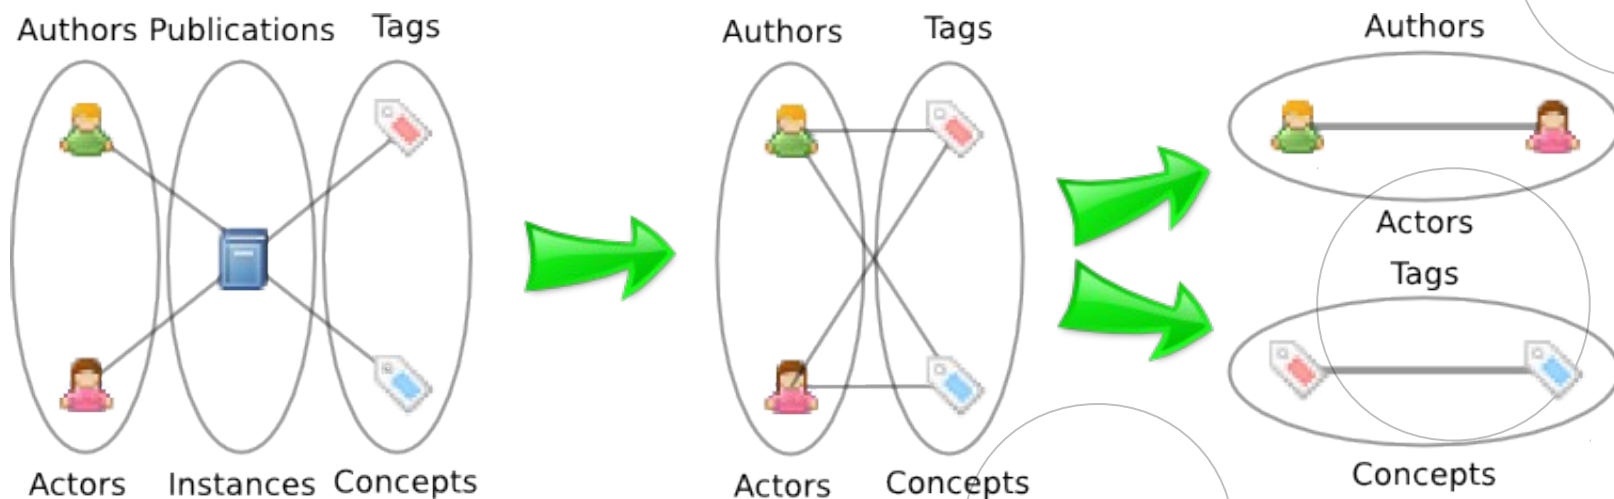 Authors Publications Tags
Actors Instances Concepts
Authors Tags
Actors Concepts
Authors
Actors
Tags
Concepts